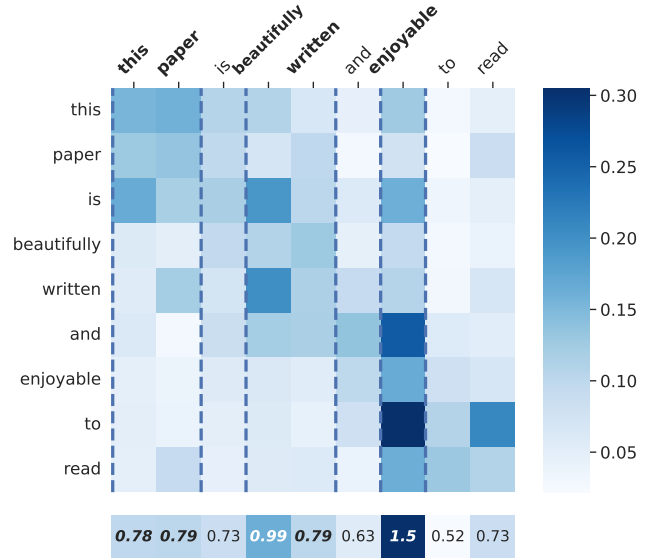 this paper is beautifully written and enjoyable to read
this
paper
is
beautifully
written
and
enjoyable
to
read
0.30
0.25
0.20
0.15
0.10
0.05
0.78 0.79 0.73 0.99 0.79 0.63 1.5 0.52 0.73